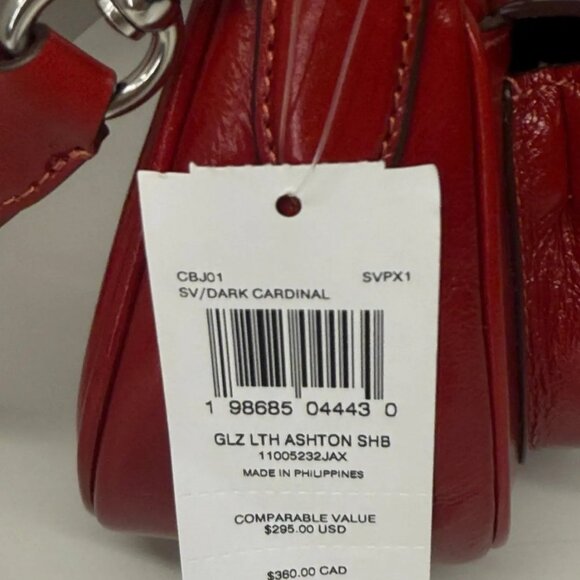 CBJ01 SVPX1
SV/DARK CARDINAL
1 98685 04443 0
GLZ LTH ASHTON SHB
11005232JAX
MADE IN PHILIPPINES
COMPARABLE VALUE
$295.00 USD
$360.00 CAD